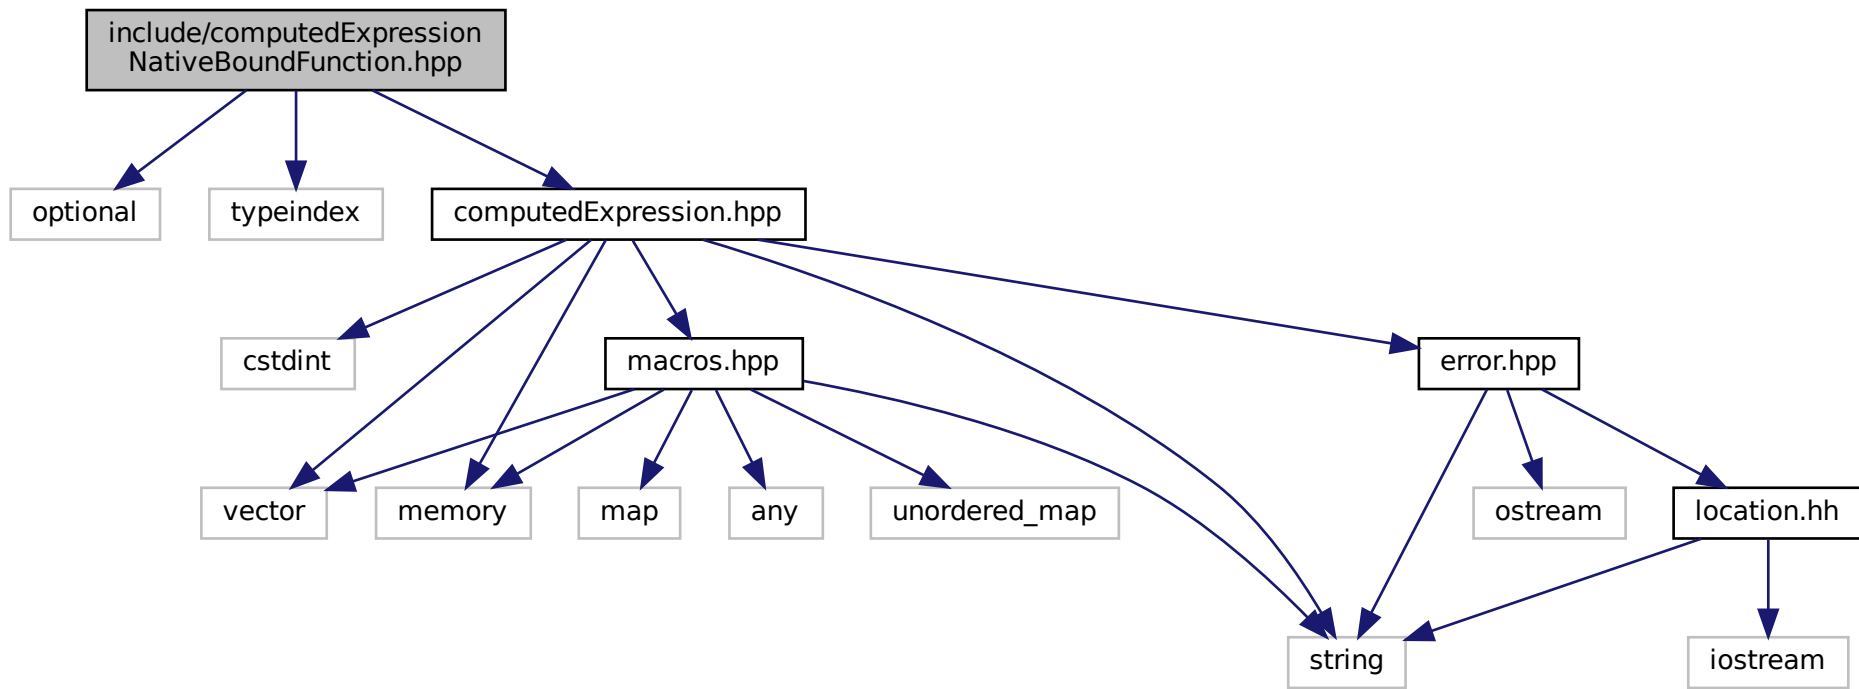 include/computedExpression
NativeBoundFunction.hpp
optional
typeindex
computedExpression.hpp
cstdint
macros.hpp
error.hpp
vector
memory
map
any
unordered_map
ostream
location.hh
string
iostream